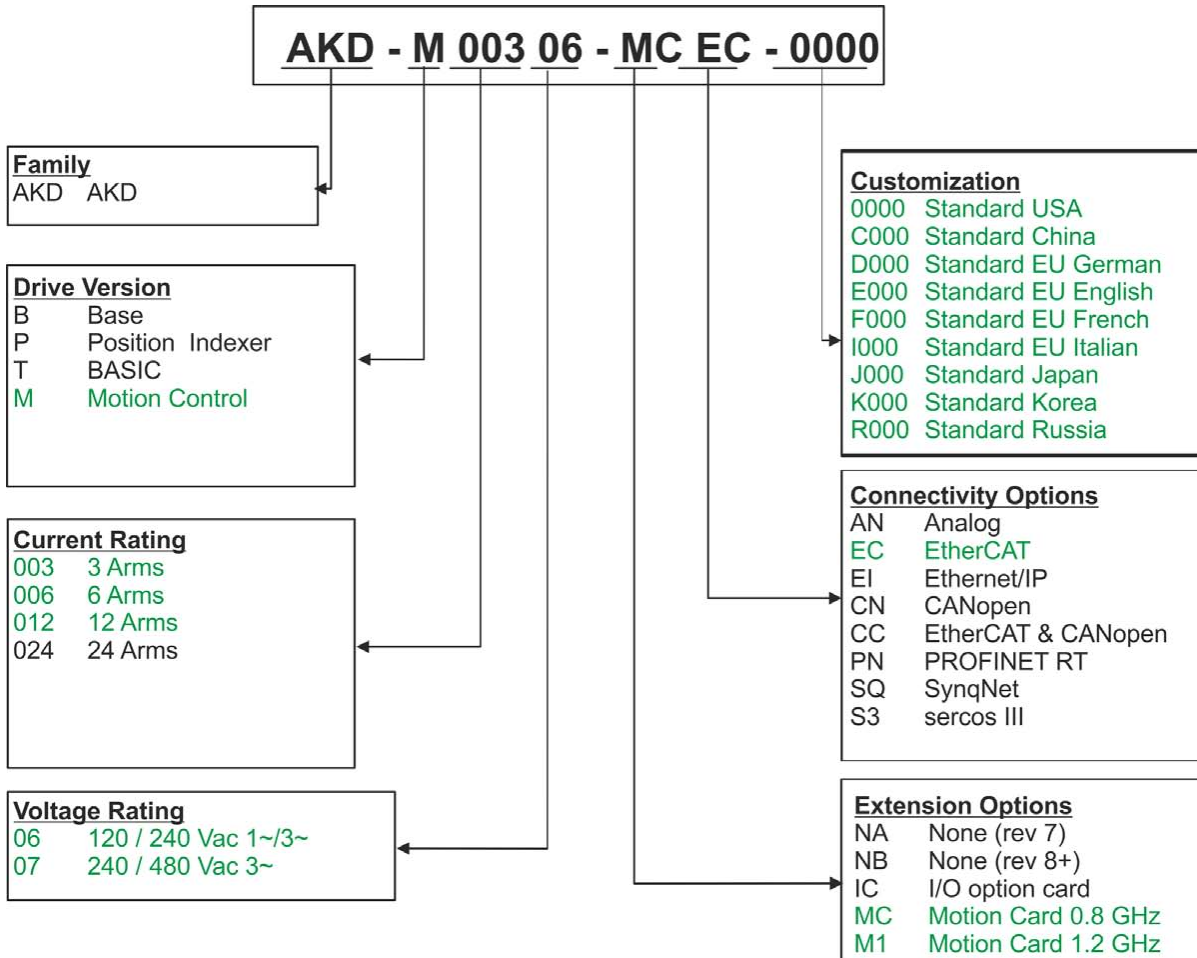 AKD - M 003 06 - MC EC - 0000
Family
AKD AKD
Drive Version
B Base
P Position Indexer
T BASIC
M Motion Control
Current Rating
003 3 Arms
006 6 Arms
012 12 Arms
024 24 Arms
Voltage Rating
06 120 / 240 Vac 1~/3~
07 240 / 480 Vac 3~
Customization
0000 Standard USA
C000 Standard China
D000 Standard EU German
E000 Standard EU English
F000 Standard EU French
I000 Standard EU Italian
J000 Standard Japan
K000 Standard Korea
R000 Standard Russia
Connectivity Options
AN Analog
EC EtherCAT
EI Ethernet/IP
CN CANopen
CC EtherCAT & CANopen
PN PROFINET RT
SQ SynqNet
S3 sercos III
Extension Options
NA None (rev 7)
NB None (rev 8+)
IC I/O option card
MC Motion Card 0.8 GHz
M1 Motion Card 1.2 GHz